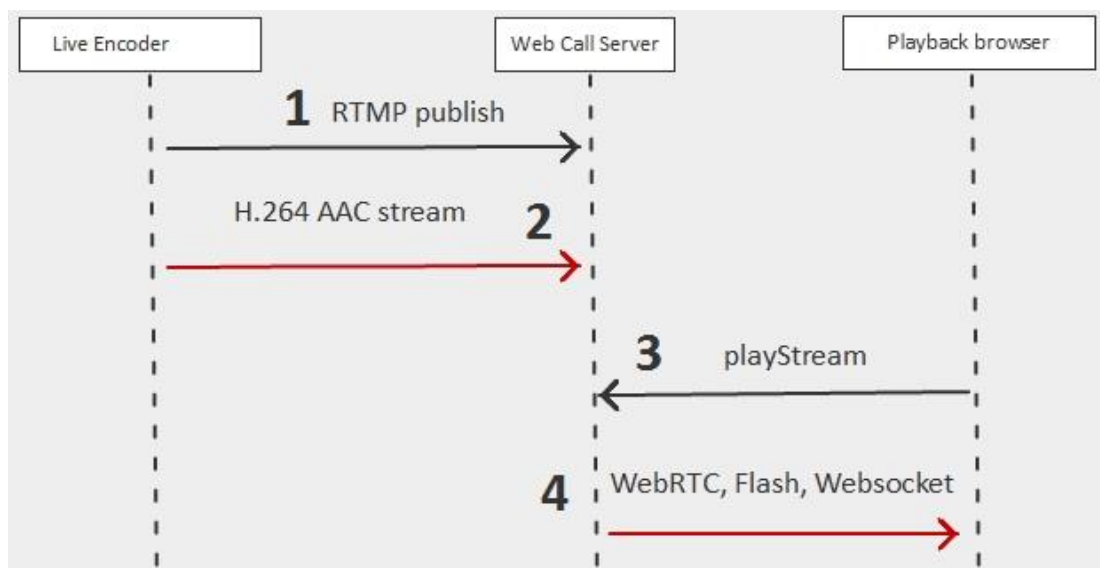 Live Encoder
Web Call Server
Playback browser
1 RTMP publish
H.264 AAC stream 2
3 playStream
4 WebRTC, Flash, Websocket